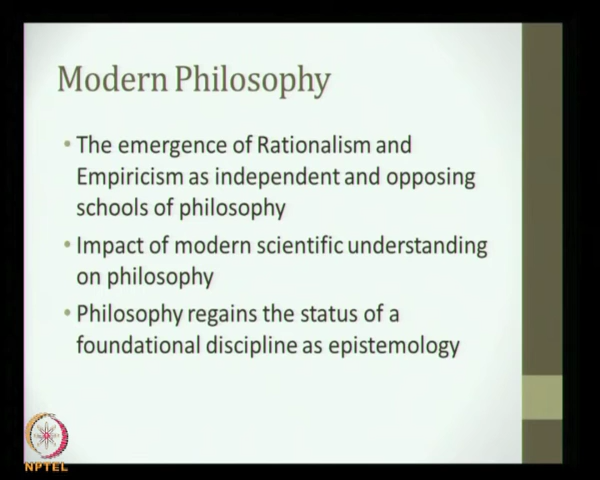 Modern Philosophy
• The emergence of Rationalism and
Empiricism as independent and opposing
schools of philosophy
• Impact of modern scientific understanding
on philosophy
• Philosophy regains the status of a
foundational discipline as epistemology
NPTEL